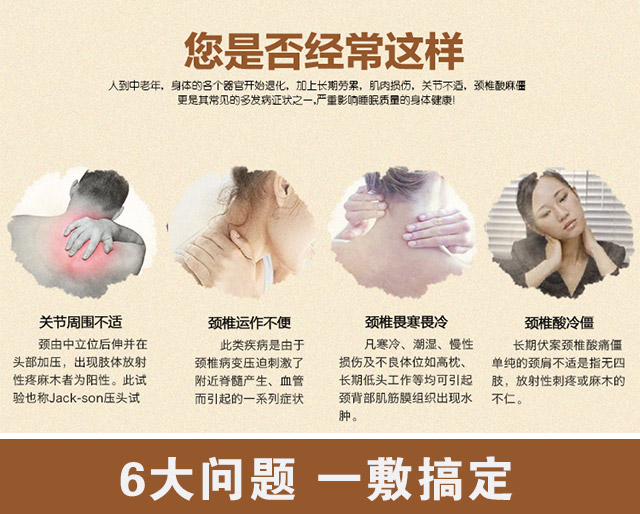 您是否经常这样
人到中老年，身体的各个器官开始退化，加上长期劳累，肌肉损伤，关节不适，颈椎酸麻僵
更是其常见的多发病症状之一,严重影响睡眠质量的身体健康!
关节周围不适
颈由中立位后伸并在
头部加压，出现肢体放射
性疼麻木者为阳性。此试
验也称Jack-son压头试
颈椎运作不便
此类疾病是由于
颈椎病变压迫刺激了
附近脊髓产生、血管
而引起的一系列症状
颈椎畏寒畏冷
凡寒冷、潮湿、慢性
损伤及不良体位如高枕、
长期低头工作等均可引起
颈背部肌筋膜组织出现水
肿。
颈椎酸冷僵
长期伏案颈椎酸痛僵
单纯的颈肩不适是指无四
肢，放射性刺疼或麻木的
不仁。
6大问题 一敷搞定